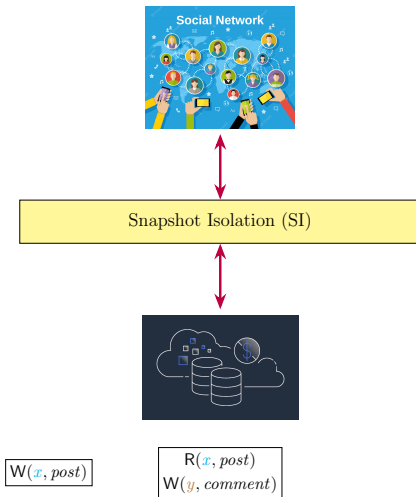 Social Network
Snapshot Isolation (SI)
$
W(x, post)
R(x, post)
W(y, comment)